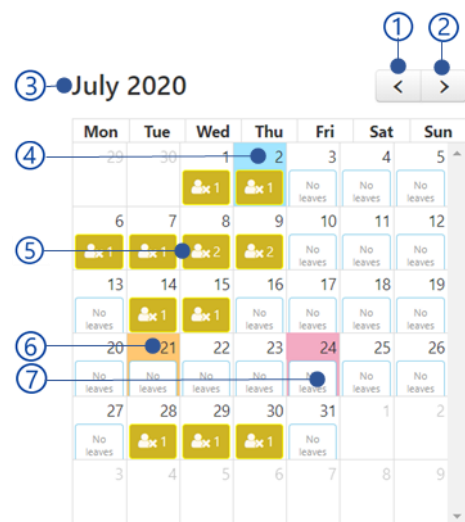 1 2
3 July 2020 < >
Mon Tue Wed Thu Fri Sat Sun
4 29 30 1 2 3 4 5
1 1 No leaves No leaves No leaves
6 7 8 9 10 11 12
5 1 1 2 2 No leaves No leaves No leaves
13 14 15 16 17 18 19
No leaves 1 1 No leaves No leaves No leaves No leaves
6 20 21 22 23 24 25 26
7 No leaves No leaves No leaves No leaves No leaves No leaves No leaves
27 28 29 30 31 1 2
No leaves 1 1 1 No leaves
3 4 5 6 7 8 9